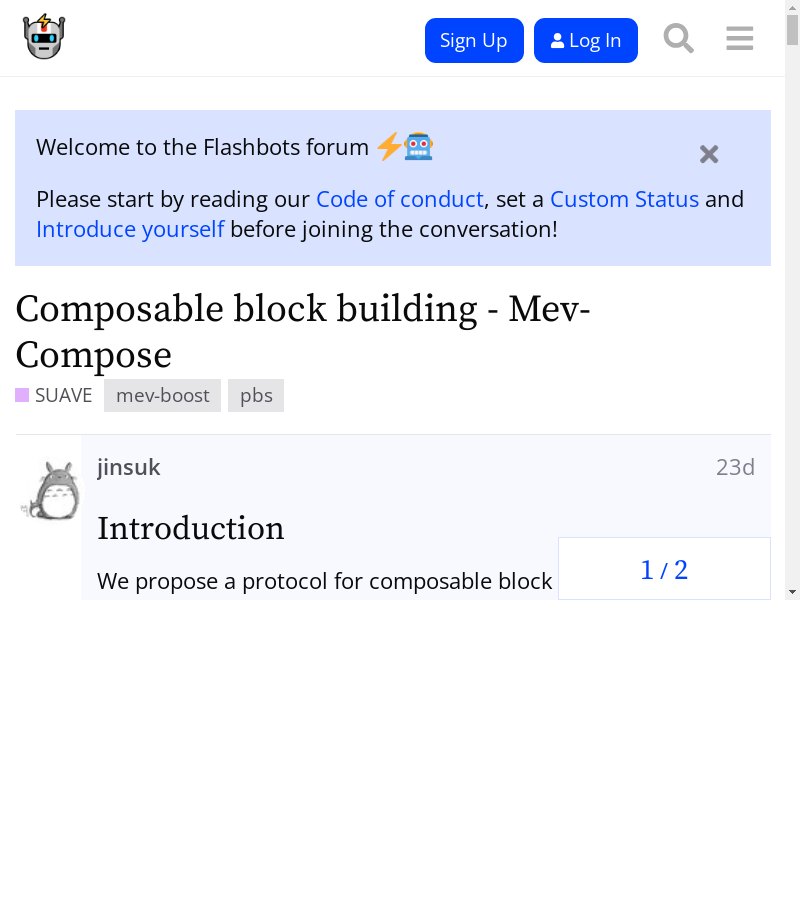 Sign Up
Log In
Welcome to the Flashbots forum
Please start by reading our Code of conduct, set a Custom Status and
Introduce yourself before joining the conversation!
Composable block building - Mev-
Compose
SUAVE mev-boost pbs
jinsuk 23d
Introduction
We propose a protocol for composable block
1 / 2